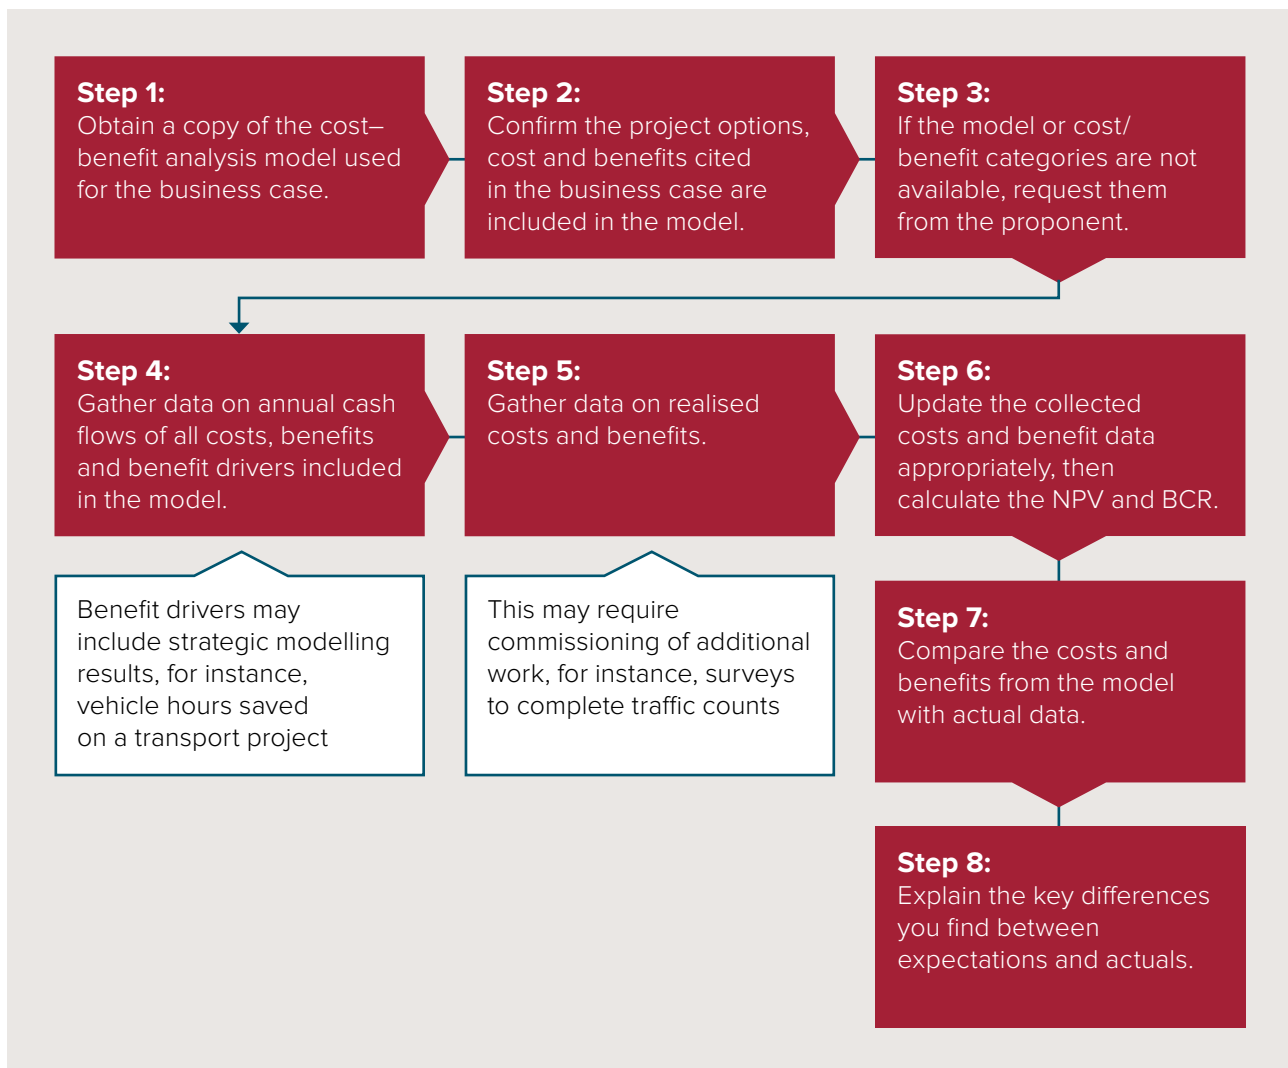 Step 1:
Obtain a copy of the cost–
benefit analysis model used
for the business case.
Step 2:
Confirm the project options,
cost and benefits cited
in the business case are
included in the model.
Step 3:
If the model or cost/
benefit categories are not
available, request them
from the proponent.
Step 4:
Gather data on annual cash
flows of all costs, benefits
and benefit drivers included
in the model.
Step 5:
Gather data on realised
costs and benefits.
Step 6:
Update the collected
costs and benefit data
appropriately, then
calculate the NPV and BCR.
Benefit drivers may
include strategic modelling
results, for instance,
vehicle hours saved
on a transport project
This may require
commissioning of additional
work, for instance, surveys
to complete traffic counts
Step 7:
Compare the costs and
benefits from the model
with actual data.
Step 8:
Explain the key differences
you find between
expectations and actuals.